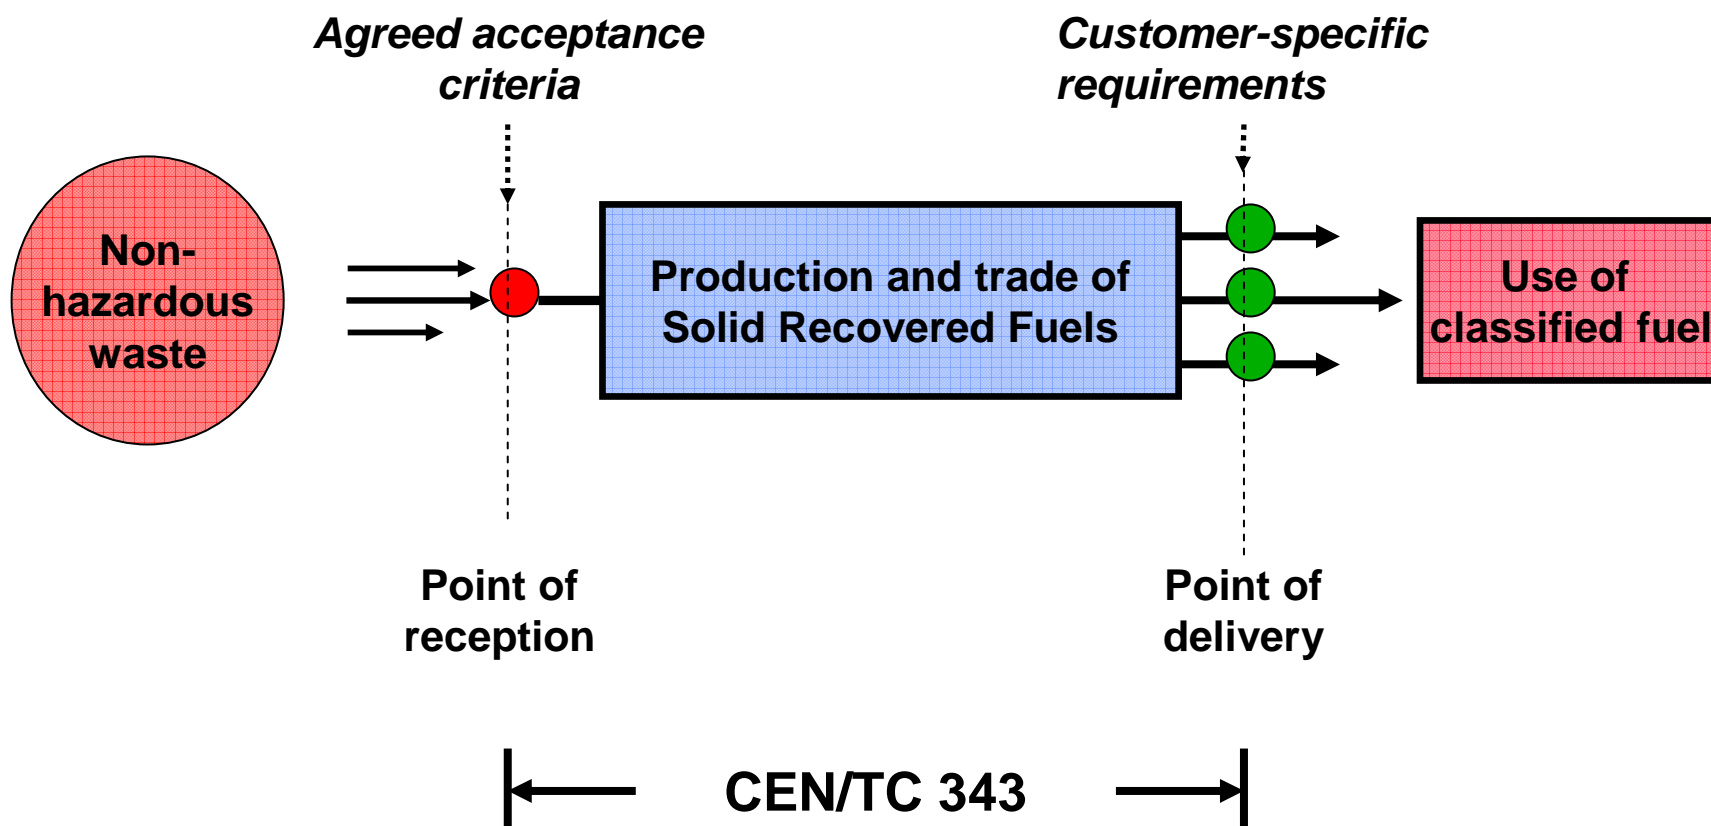 Agreed acceptance
criteria
Customer-specific
requirements
Non-
hazardous
waste
Production and trade of
Solid Recovered Fuels
Use of
classified fuel
Point of
reception
Point of
delivery
CEN/TC 343